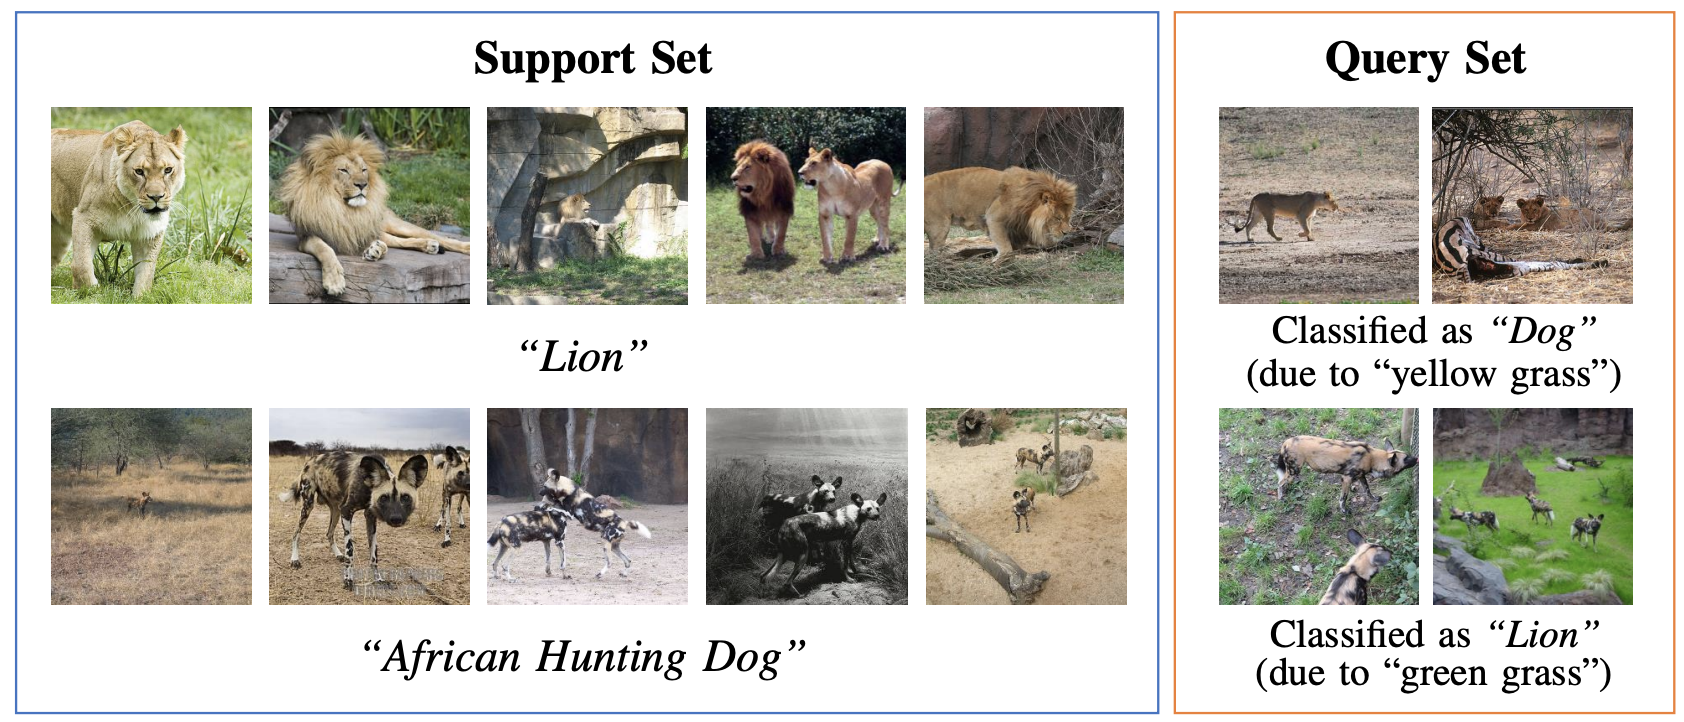 Support Set
Query Set
“Lion”
Classified as “Dog”
(due to “yellow grass”)
“African Hunting Dog”
Classified as “Lion”
(due to “green grass”)